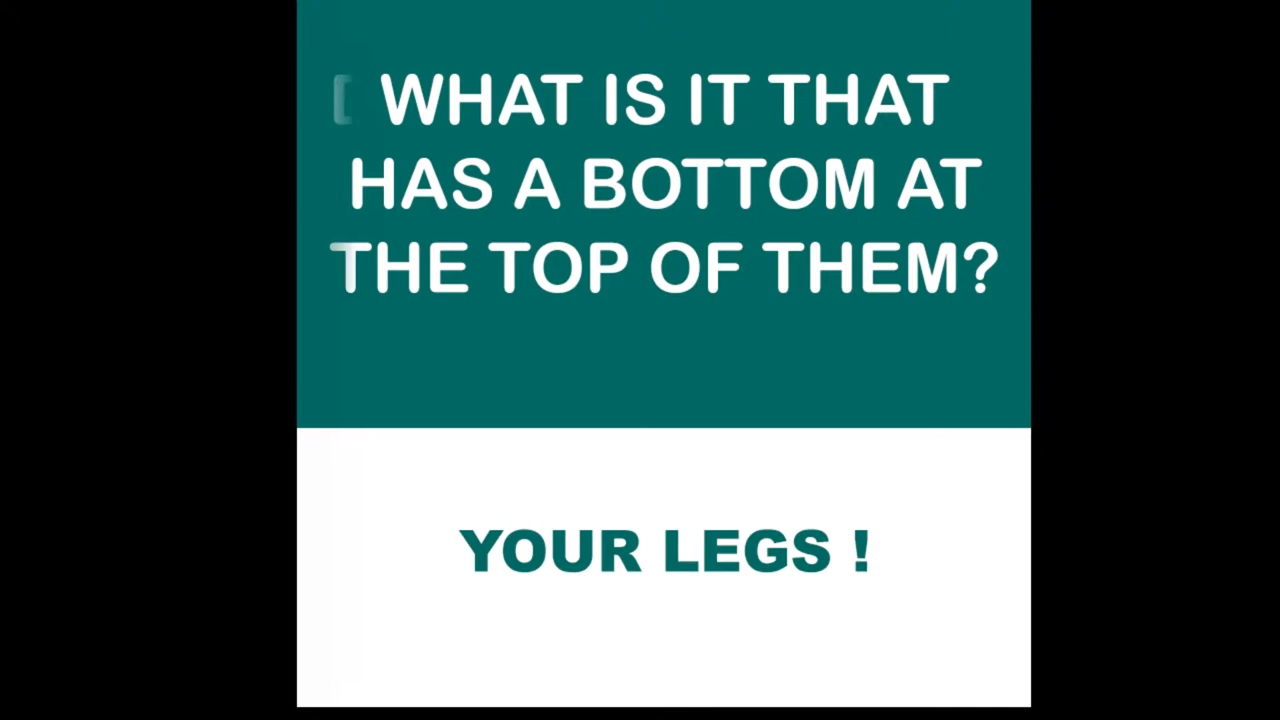 WHAT IS IT THAT
HAS A BOTTOM AT
THE TOP OF THEM?
YOUR LEGS !